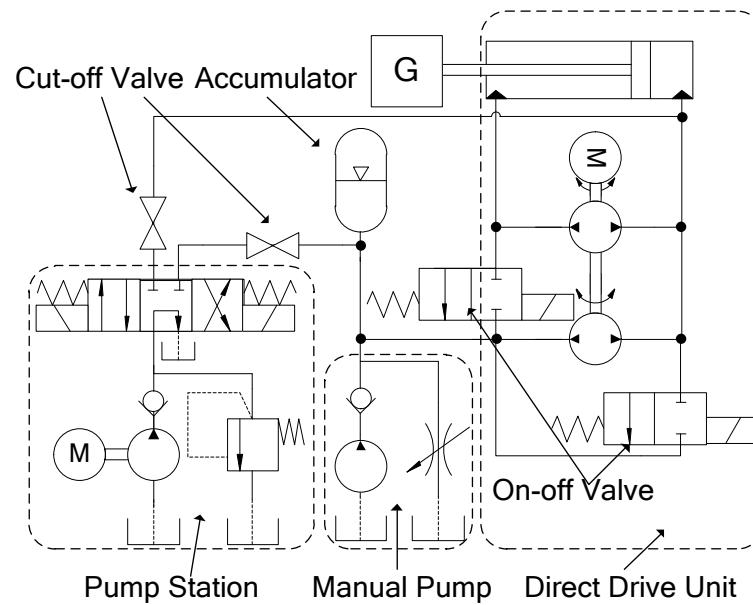 Cut-off Valve
Accumulator
G
M
M
On-off Valve
Pump Station
Manual Pump
Direct Drive Unit